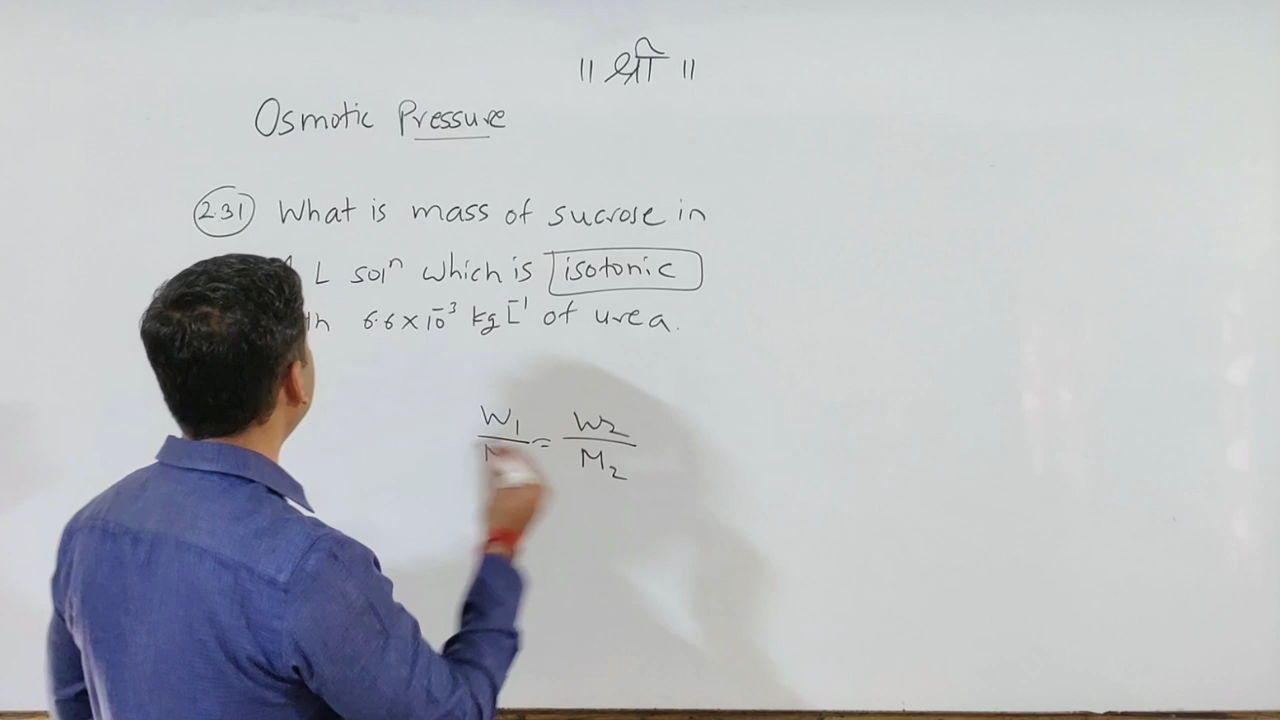 ॥ श्री ॥
Osmotic Pressure
2.31 What is mass of sucrose in
L solⁿ which is isotonic
6.6 × 10⁻³ kg L⁻¹ of urea.
W₁ = W₂
M₂